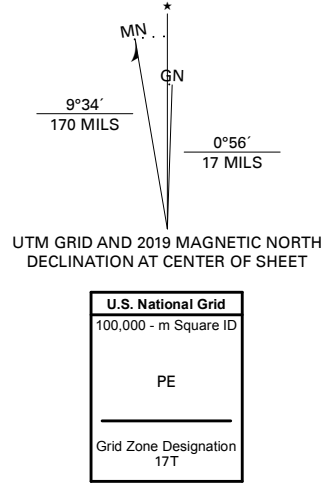 ★
MN
GN
9°34´
170 MILS
0°56´
17 MILS
UTM GRID AND 2019 MAGNETIC NORTH
DECLINATION AT CENTER OF SHEET
U.S. National Grid
100,000 - m Square ID
PE
Grid Zone Designation
17T